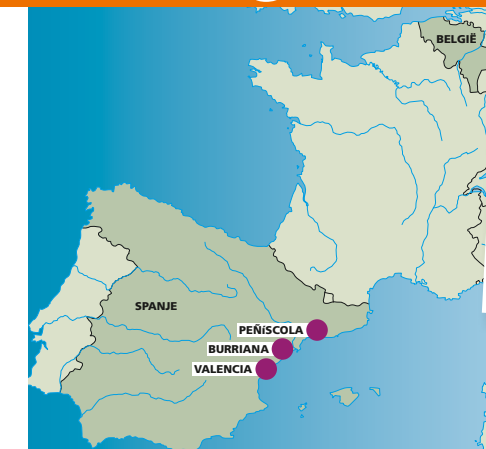 BELGIË
SPANJE
PEÑíSCOLA
BURRIANA
VALENCIA